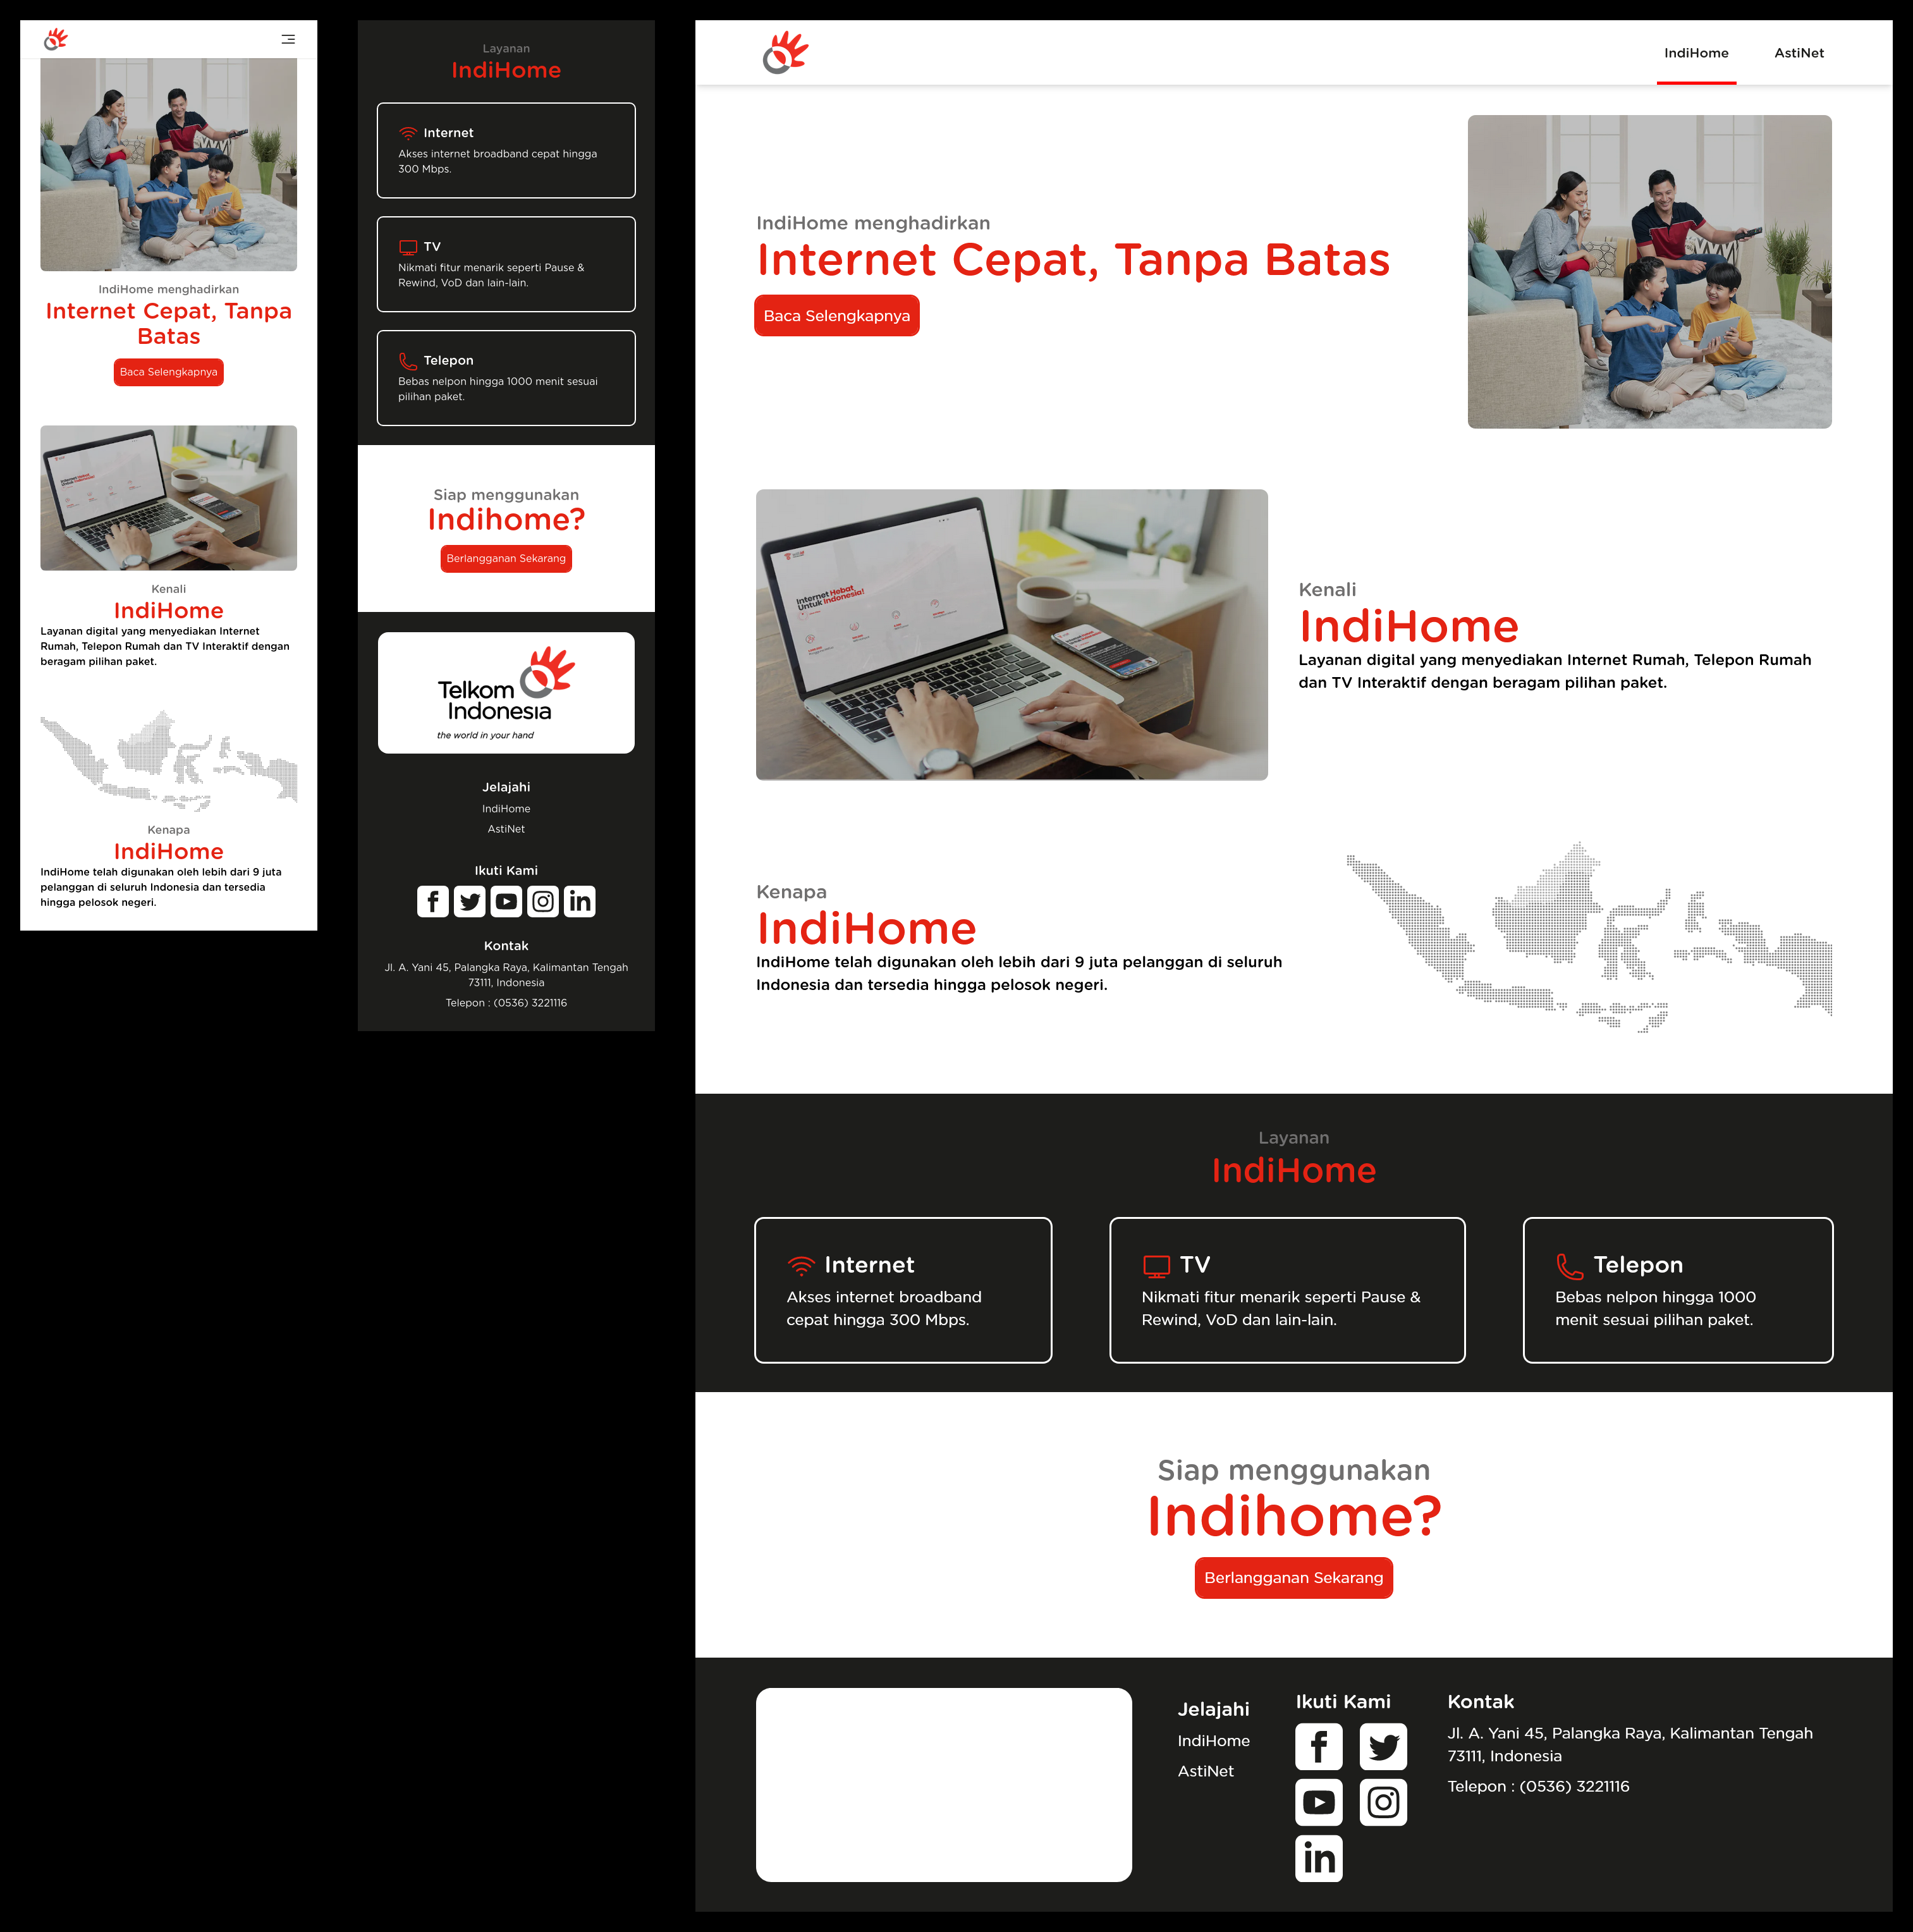 IndiHome menghadirkan
Internet Cepat, Tanpa
Batas
Baca Selengkapnya
Internet Hebat
Untuk Indonesia!
Kenali
IndiHome
Layanan digital yang menyediakan Internet
Rumah, Telepon Rumah dan TV Interaktif dengan
beragam pilihan paket.
Kenapa
IndiHome
IndiHome telah digunakan oleh lebih dari 9 juta
pelanggan di seluruh Indonesia dan tersedia
hingga pelosok negeri.
Layanan
IndiHome
Internet
Akses internet broadband cepat hingga
300 Mbps.
TV
Nikmati fitur menarik seperti Pause &
Rewind, VoD dan lain-lain.
Telepon
Bebas nelpon hingga 1000 menit sesuai
pilihan paket.
Siap menggunakan
Indihome?
Berlangganan Sekarang
Telkom
Indonesia
the world in your hand
Jelajahi
IndiHome
AstiNet
Ikuti Kami
Kontak
Jl. A. Yani 45, Palangka Raya, Kalimantan Tengah
73111, Indonesia
Telepon : (0536) 3221116
IndiHome
AstiNet
IndiHome menghadirkan
Internet Cepat, Tanpa Batas
Baca Selengkapnya
Internet Hebat
Untuk Indonesia!
Kenali
IndiHome
Layanan digital yang menyediakan Internet Rumah, Telepon Rumah
dan TV Interaktif dengan beragam pilihan paket.
Kenapa
IndiHome
IndiHome telah digunakan oleh lebih dari 9 juta pelanggan di seluruh
Indonesia dan tersedia hingga pelosok negeri.
Layanan
IndiHome
Internet
Akses internet broadband
cepat hingga 300 Mbps.
TV
Nikmati fitur menarik seperti Pause &
Rewind, VoD dan lain-lain.
Telepon
Bebas nelpon hingga 1000
menit sesuai pilihan paket.
Siap menggunakan
Indihome?
Berlangganan Sekarang
Jelajahi
IndiHome
AstiNet
Ikuti Kami
Kontak
Jl. A. Yani 45, Palangka Raya, Kalimantan Tengah
73111, Indonesia
Telepon : (0536) 3221116